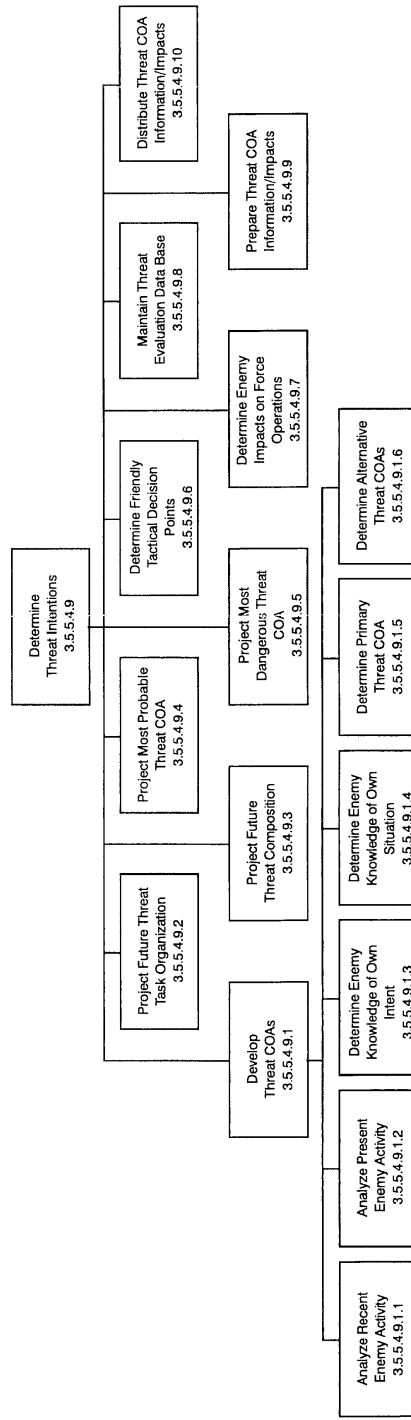 Determine
Threat Intentions
3.5.5.4.9
Project Future Threat
Task Organization
3.5.5.4.9.2
Project Most Probable
Threat COA
3.5.5.4.9.4
Determine Friendly
Tactical Decision
Points
3.5.5.4.9.6
Maintain Threat
Evaluation Data Base
3.5.5.4.9.8
Distribute Threat COA
Information/Impacts
3.5.5.4.9.10
Develop
Threat COAs
3.5.5.4.9.1
Project Future
Threat Composition
3.5.5.4.9.3
Project Most
Dangerous Threat
COA
3.5.5.4.9.5
Determine Enemy
Impacts on Force
Operations
3.5.5.4.9.7
Prepare Threat COA
Information/Impacts
3.5.5.4.9.9
Analyze Recent
Enemy Activity
3.5.5.4.9.1.1
Analyze Present
Enemy Activity
3.5.5.4.9.1.2
Determine Enemy
Knowledge of Own
Intent
3.5.5.4.9.1.3
Determine Enemy
Knowledge of Own
Situation
3.5.5.4.9.1.4
Determine Primary
Threat COA
3.5.5.4.9.1.5
Determine Alternative
Threat COAs
3.5.5.4.9.1.6